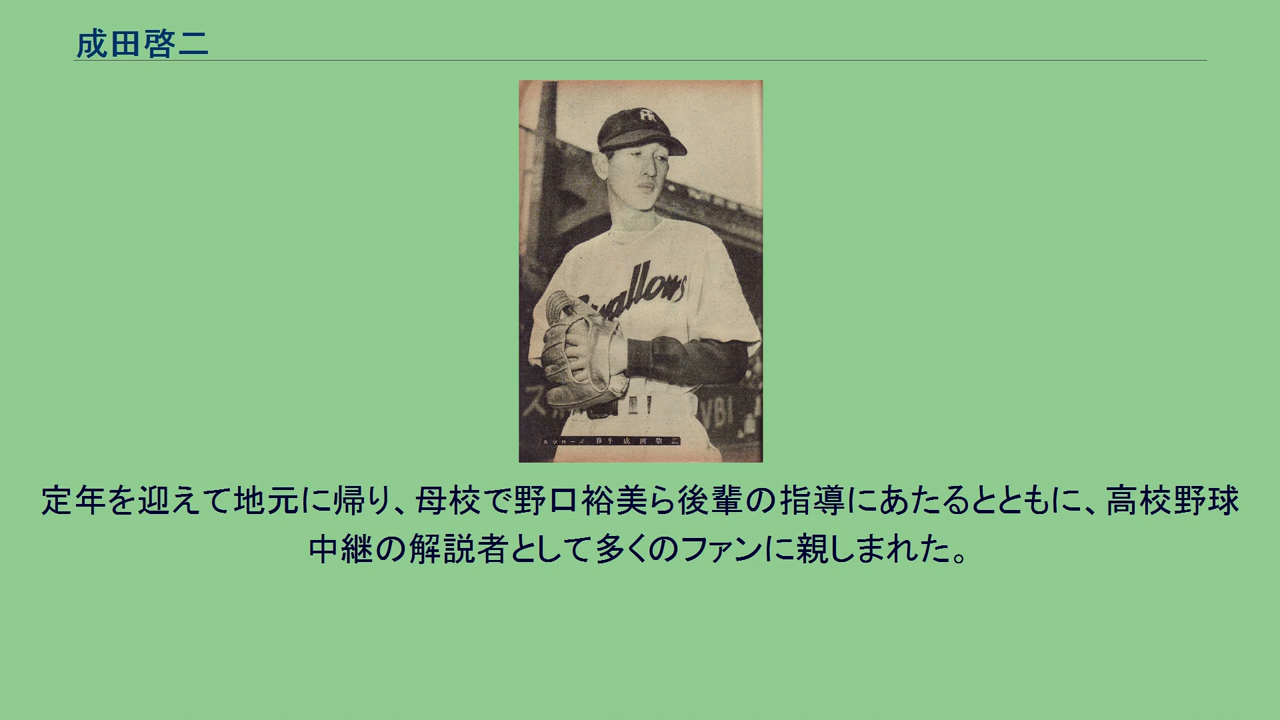 成田啓二
Swallows
VBI
定年を迎えて地元に帰り、母校で野口裕美ら後輩の指導にあたるとともに、高校野球
中継の解説者として多くのファンに親しまれた。